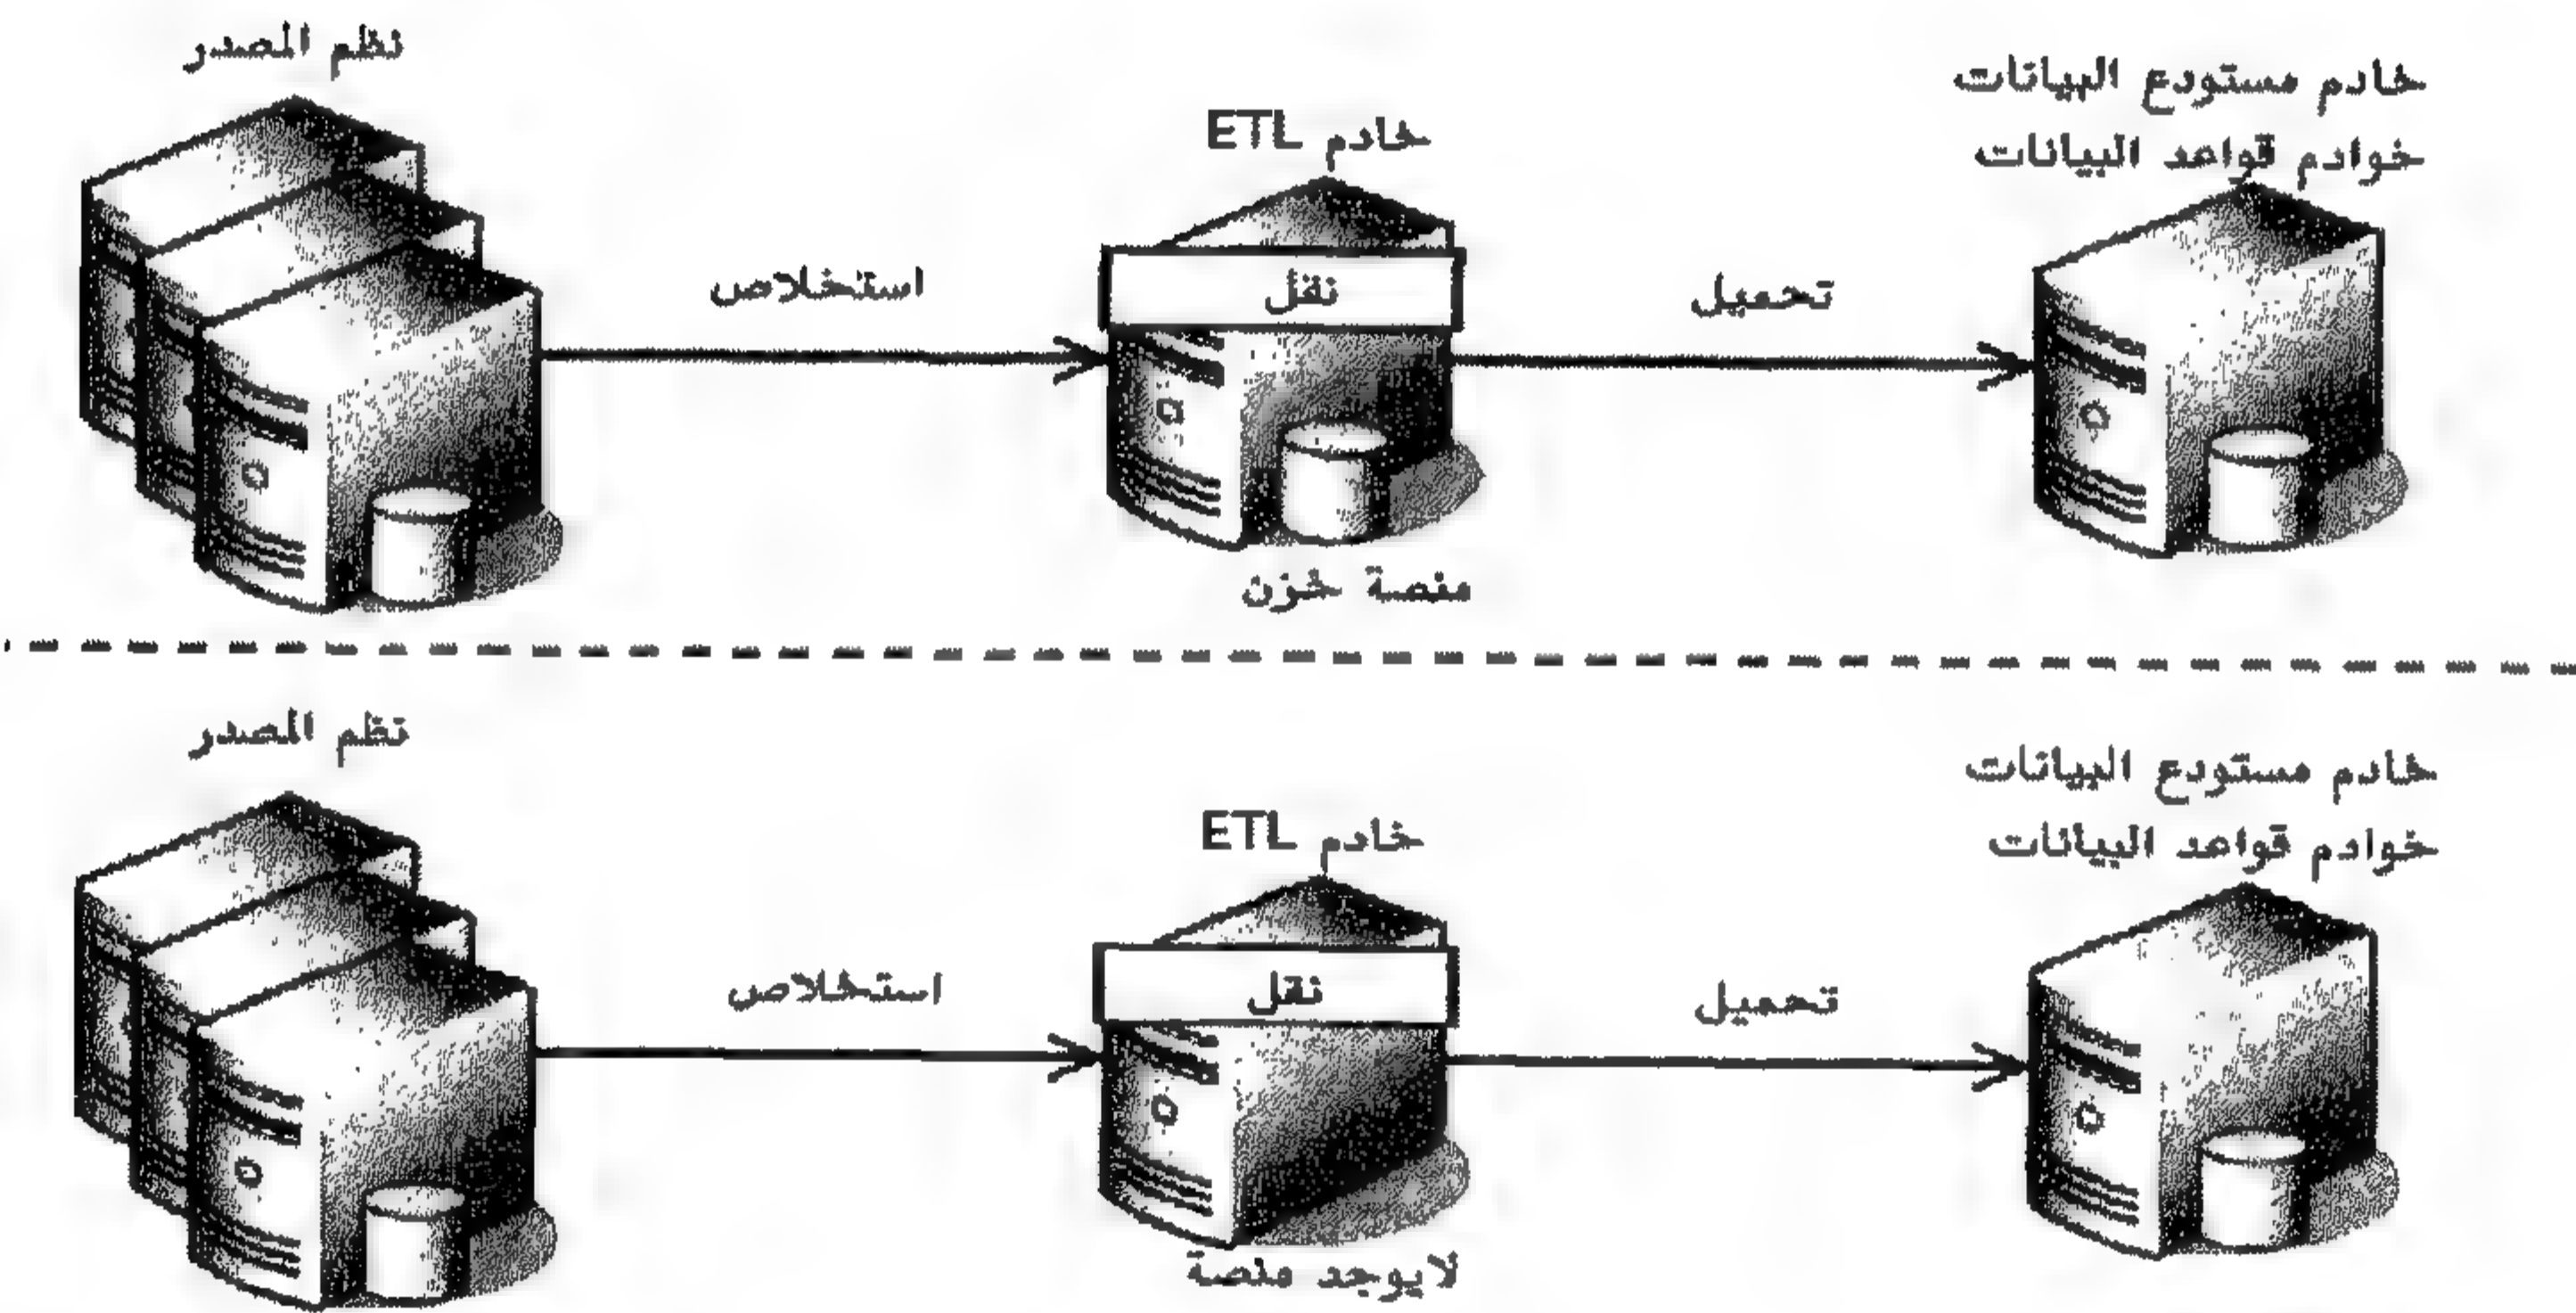 نظم المصدر
خادم ETL
خادم مستودع البيانات
خوادم قواعد البيانات
استخلاص
نقل
تحميل
منصة خزن
نظم المصدر
خادم ETL
خادم مستودع البيانات
خوادم قواعد البيانات
استخلاص
نقل
تحميل
لايوجد منصة